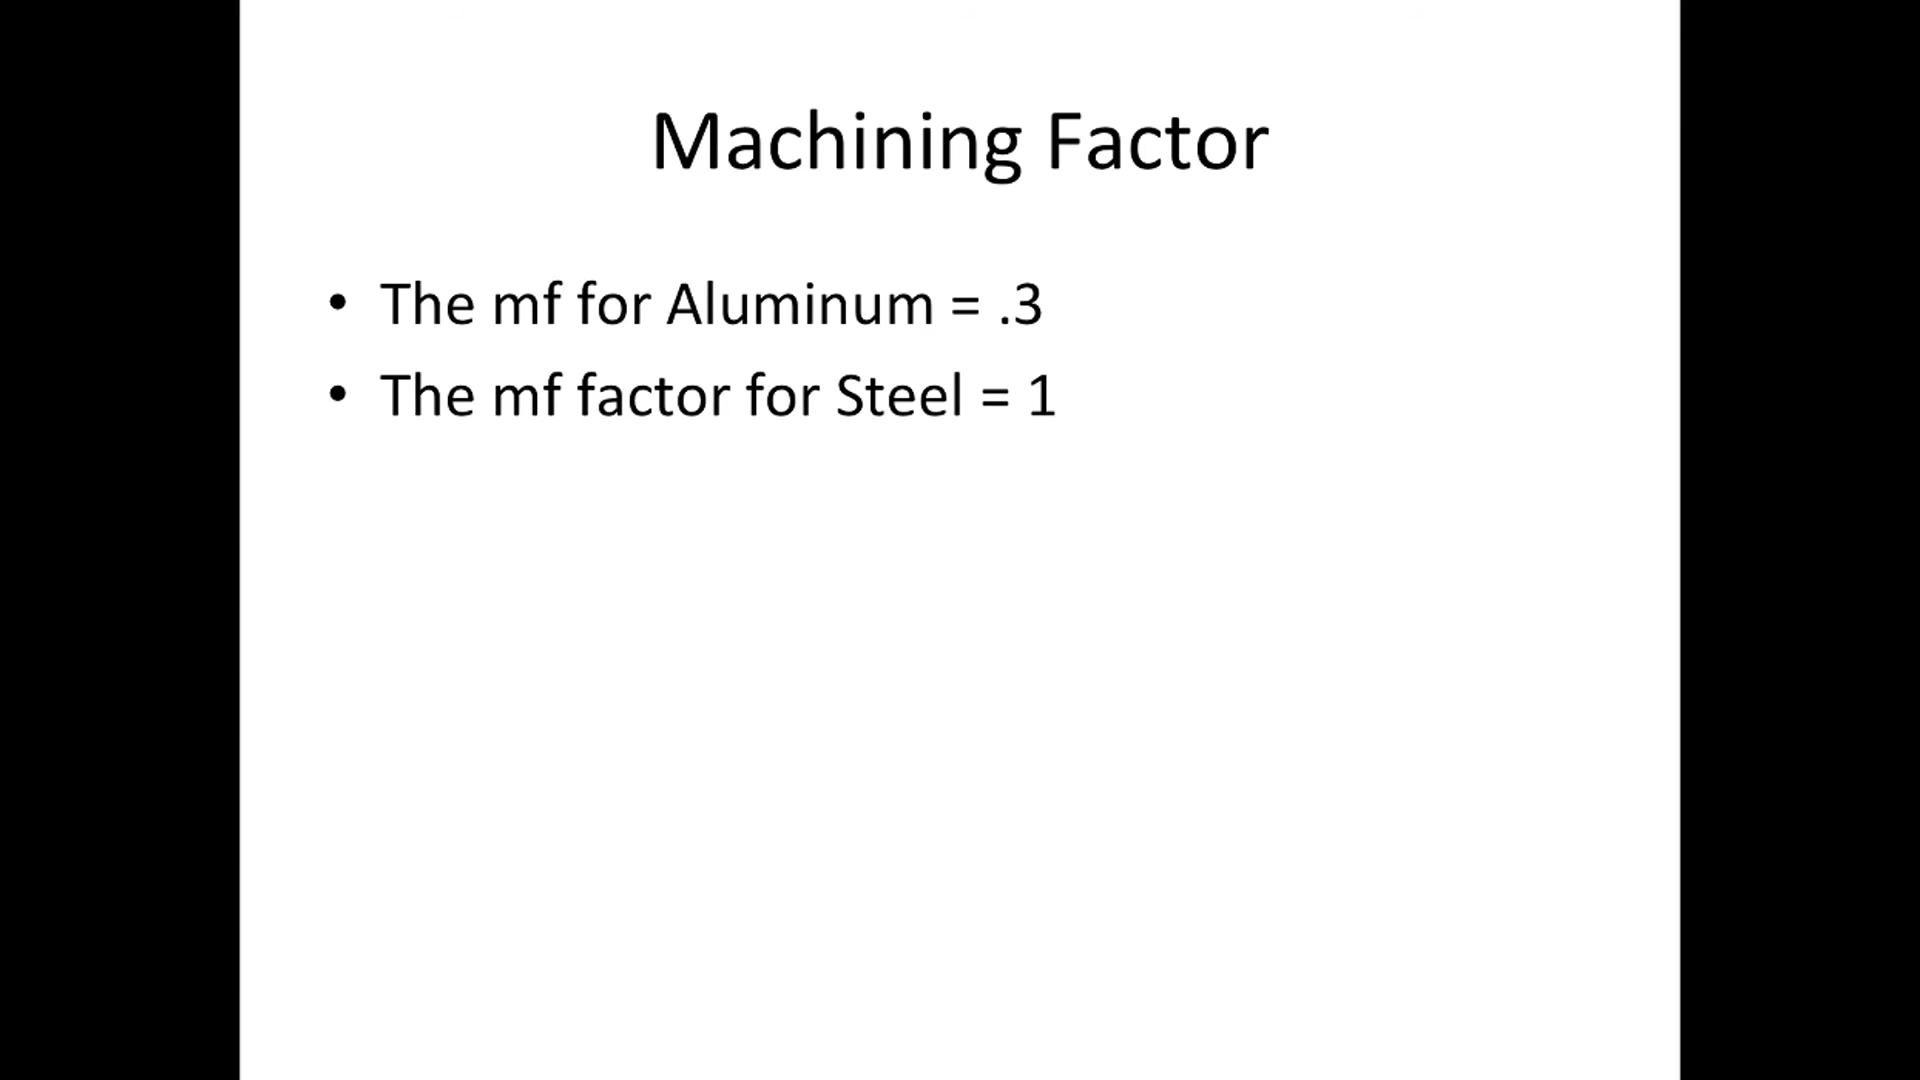 Machining Factor
• The mf for Aluminum = .3
• The mf factor for Steel = 1